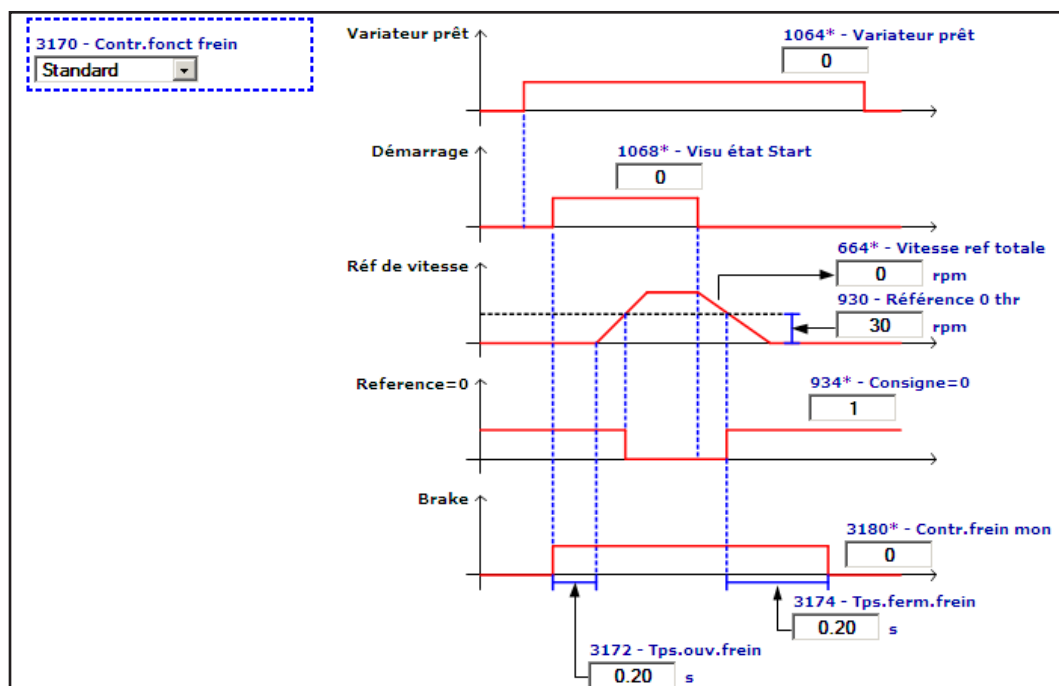 3170 - Contr.fonct frein
Standard
Variateur prêt
1064* - Variateur prêt
0
Démarrage
1068* - Visu état Start
0
Réf de vitesse
664* - Vitesse ref totale
0 rpm
930 - Référence 0 thr
30 rpm
Reference=0
934* - Consigne=0
1
Brake
3180* - Contr.frein mon
0
3174 - Tps.ferm.frein
0.20 s
3172 - Tps.ouv.frein
0.20 s